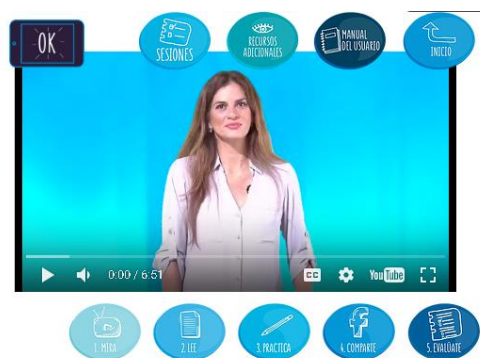 OK
SESIONES
RECURSOS
ADICIONALES
MANUAL
DEL USUARIO
INICIO
0:00 / 6:51
CC
YouTube
1. MIRA
2. LEE
3. PRACTICA
4. COMPARTE
5. EVALÚATE